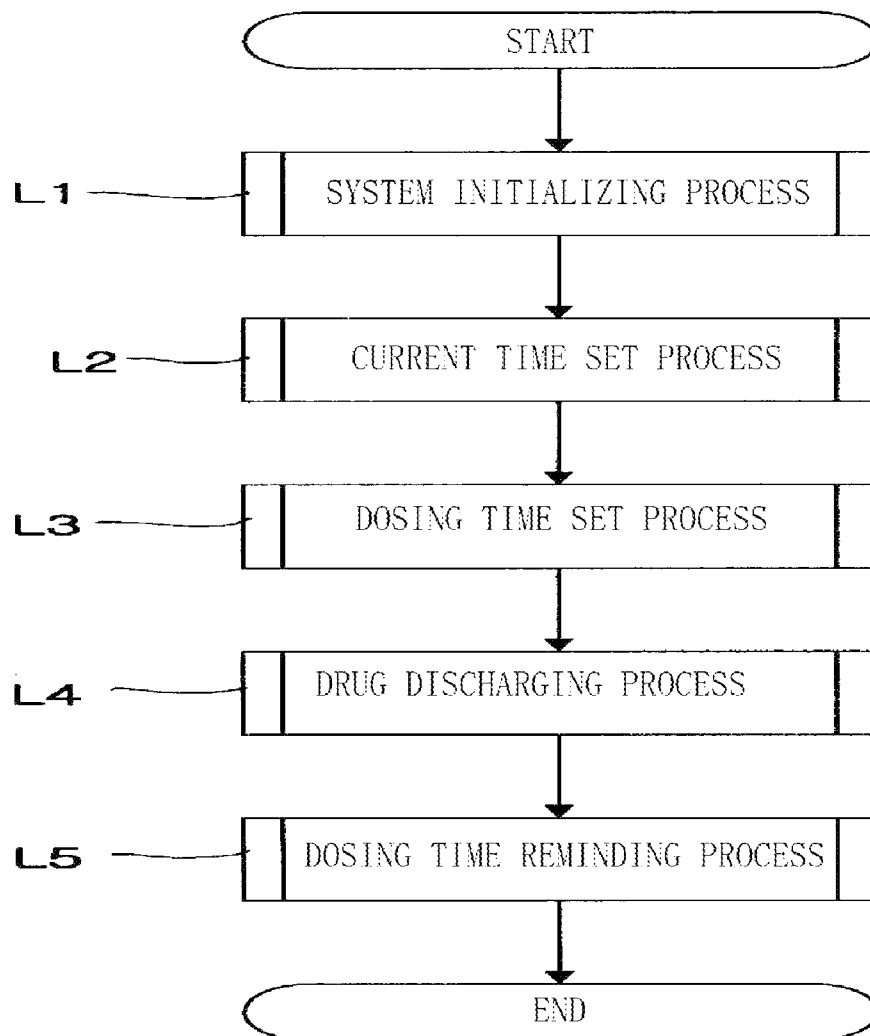 START
L1 SYSTEM INITIALIZING PROCESS
L2 CURRENT TIME SET PROCESS
L3 DOSING TIME SET PROCESS
L4 DRUG DISCHARGING PROCESS
L5 DOSING TIME REMINDING PROCESS
END